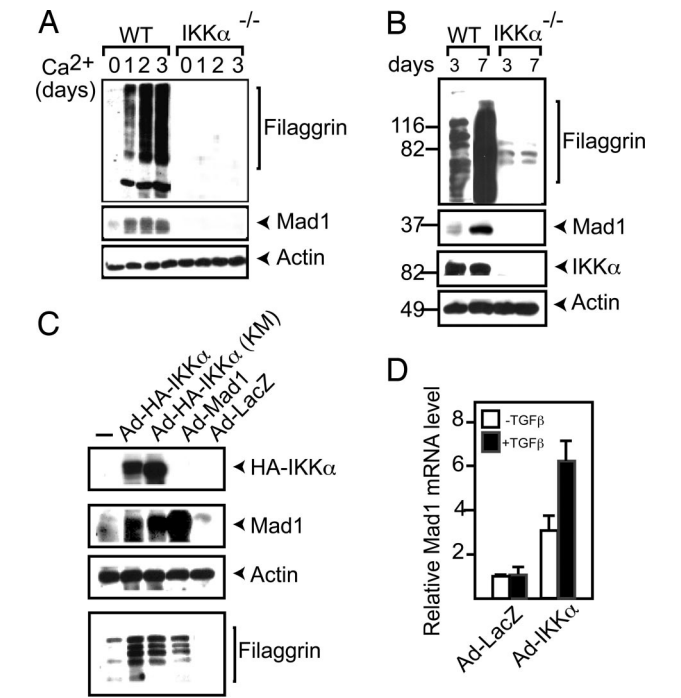 A
WT IKKα -/-
Ca2+ (days) 0 1 2 3 0 1 2 3
Filaggrin
Mad1
Actin
B
WT IKKα -/-
days 3 7 3 7
116
82
Filaggrin
37
Mad1
82
IKKα
49
Actin
C
– Ad-HA-IKKα Ad-HA-IKKα (KM) Ad-Mad1 Ad-LacZ
HA-IKKα
Mad1
Actin
Filaggrin
D
Relative Mad1 mRNA level
8
6
4
2
-TGFβ
+TGFβ
Ad-LacZ Ad-IKKα